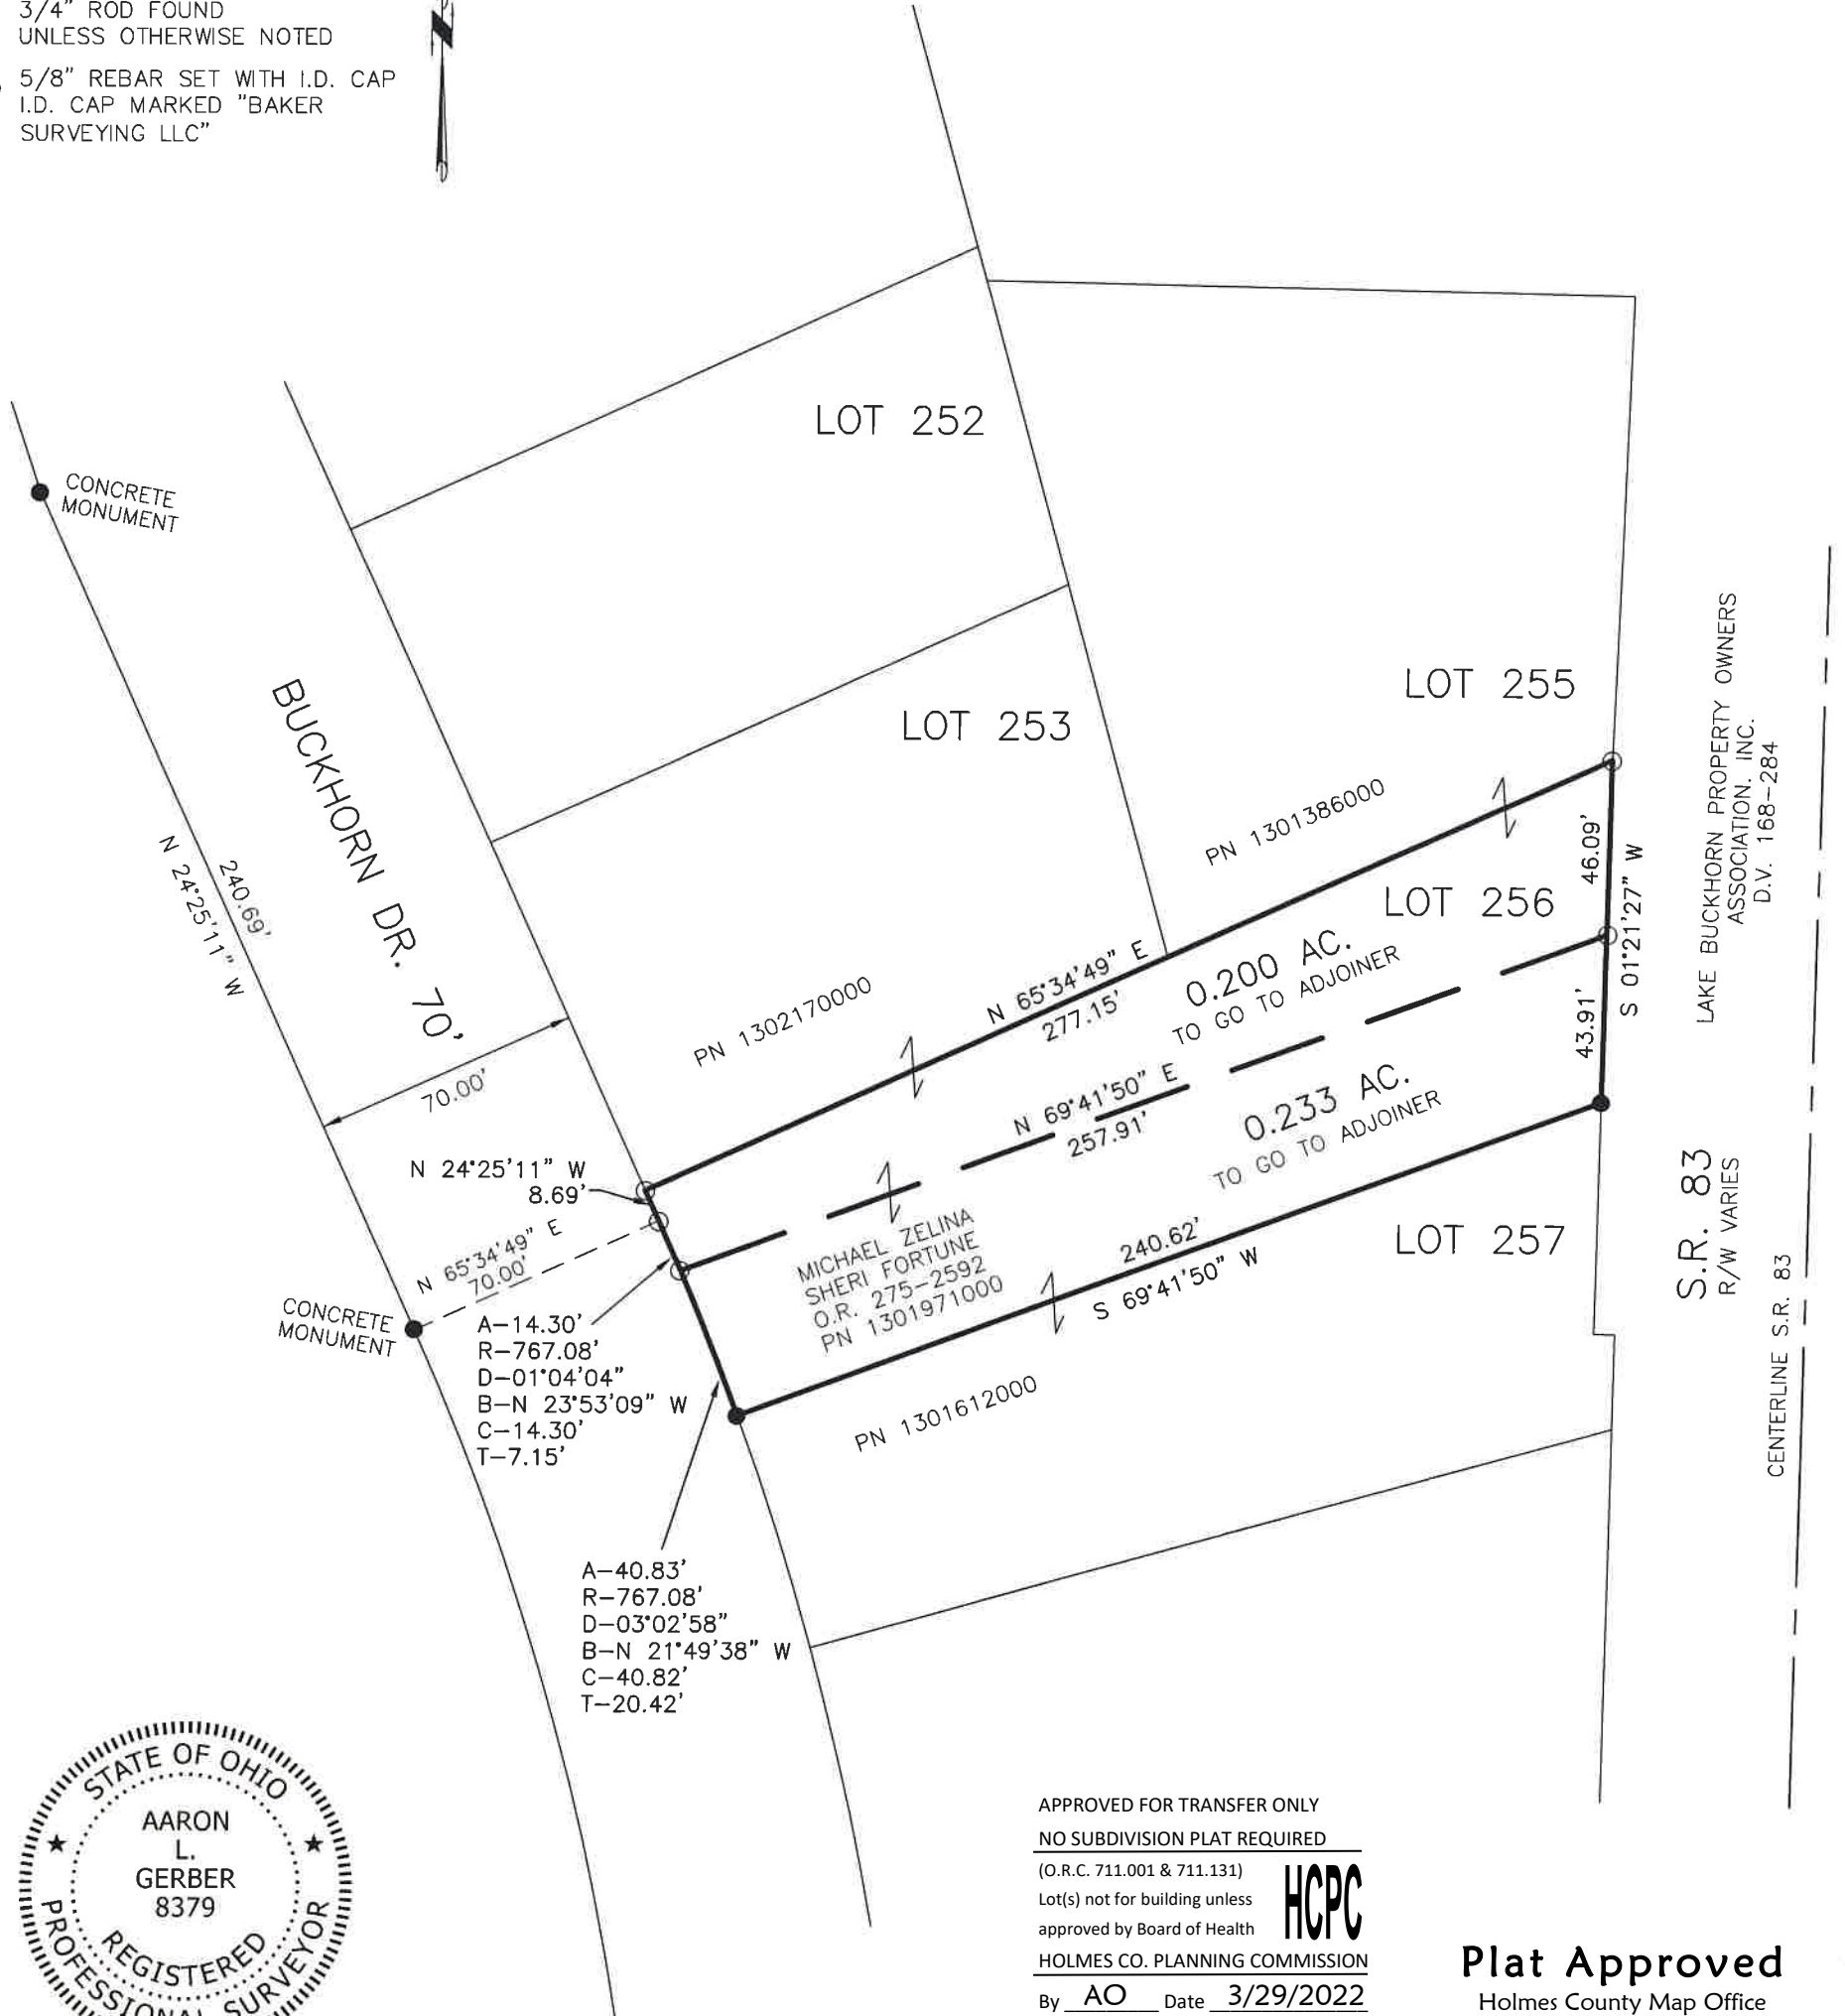 3/4" ROD FOUND
UNLESS OTHERWISE NOTED
5/8" REBAR SET WITH I.D. CAP
I.D. CAP MARKED "BAKER
SURVEYING LLC"
LOT 252
CONCRETE
MONUMENT
LOT 253
LOT 255
BUCKHORN DR. 70'
240.69'
N 24°25'11" W
70.00'
PN 1301386000
PN 1302170000
LOT 256
N 65°34'49" E
277.15'
0.200 AC.
TO GO TO ADJOINER
46.09'
43.91'
S 01°21'27" W
LAKE BUCKHORN PROPERTY OWNERS
ASSOCIATION. INC.
D.V. 168-284
N 69°41'50" E
257.91'
0.233 AC.
TO GO TO ADJOINER
N 24°25'11" W
8.69'
N 65°34'49" E
70.00'
CONCRETE
MONUMENT
MICHAEL ZELINA
SHERI FORTUNE
O.R. 275-2592
PN 1301971000
240.62'
S 69°41'50" W
LOT 257
S.R. 83
R/W VARIES
CENTERLINE S.R. 83
PN 1301612000
A-14.30'
R-767.08'
D-01°04'04"
B-N 23°53'09" W
C-14.30'
T-7.15'
A-40.83'
R-767.08'
D-03°02'58"
B-N 21°49'38" W
C-40.82'
T-20.42'
STATE OF OHIO
AARON
L.
GERBER
8379
REGISTERED
PROFESSIONAL SURVEYOR
APPROVED FOR TRANSFER ONLY
NO SUBDIVISION PLAT REQUIRED
(O.R.C. 711.001 & 711.131)
Lot(s) not for building unless
approved by Board of Health
HCPC
HOLMES CO. PLANNING COMMISSION
By AO Date 3/29/2022
Plat Approved
Holmes County Map Office